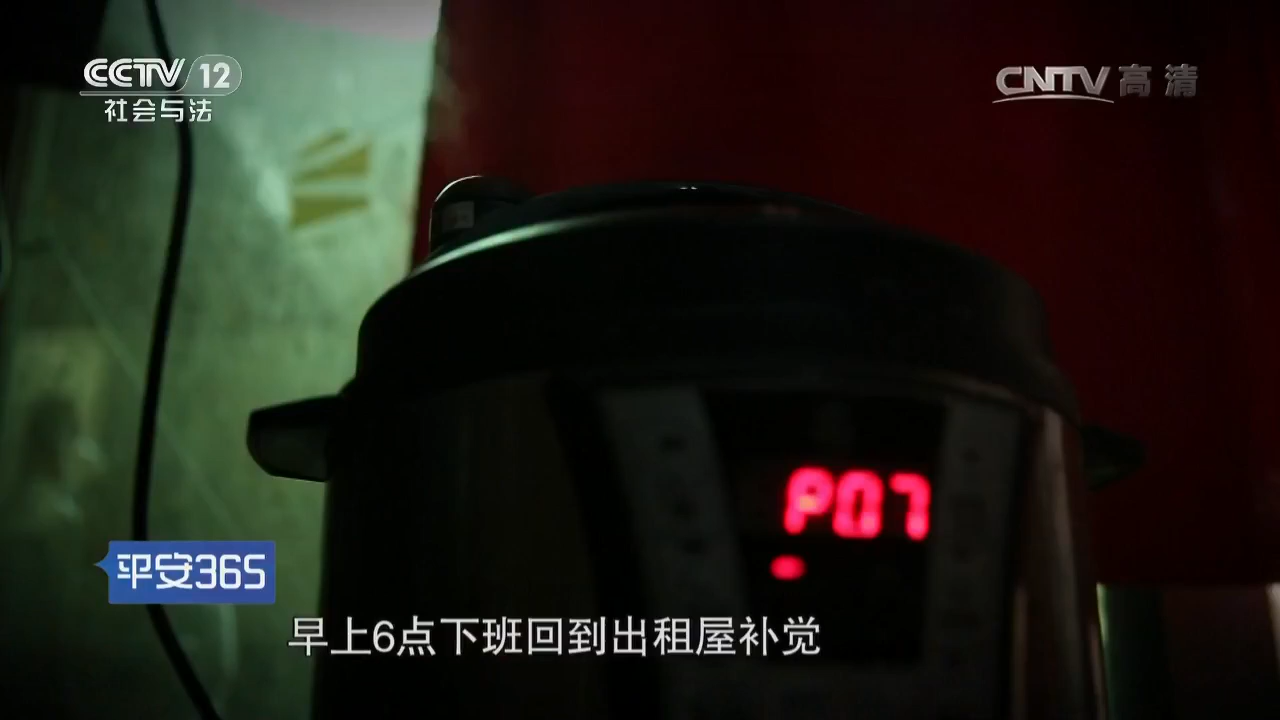 CCTV 12
社会与法
CNTV 高清
P07
平安365
早上6点下班回到出租屋补觉